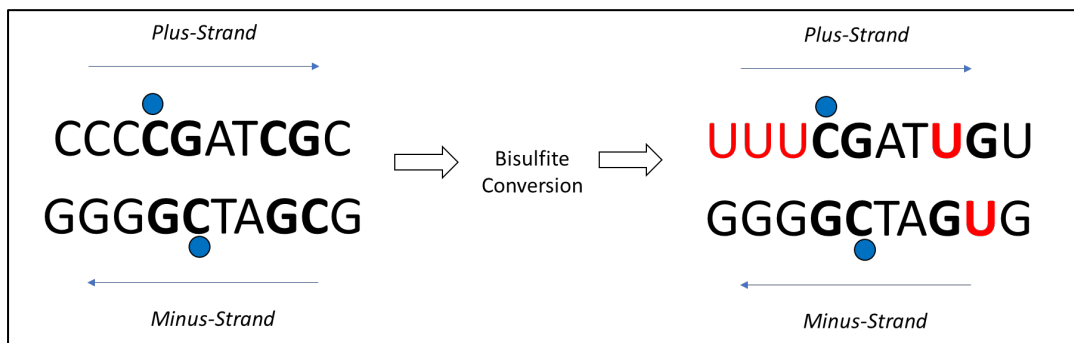 Plus-Strand
CCCCGATCGC
GGGGCTAGCG
Minus-Strand
Bisulfite
Conversion
Plus-Strand
UUUCGATUGU
GGGGCTAGUG
Minus-Strand